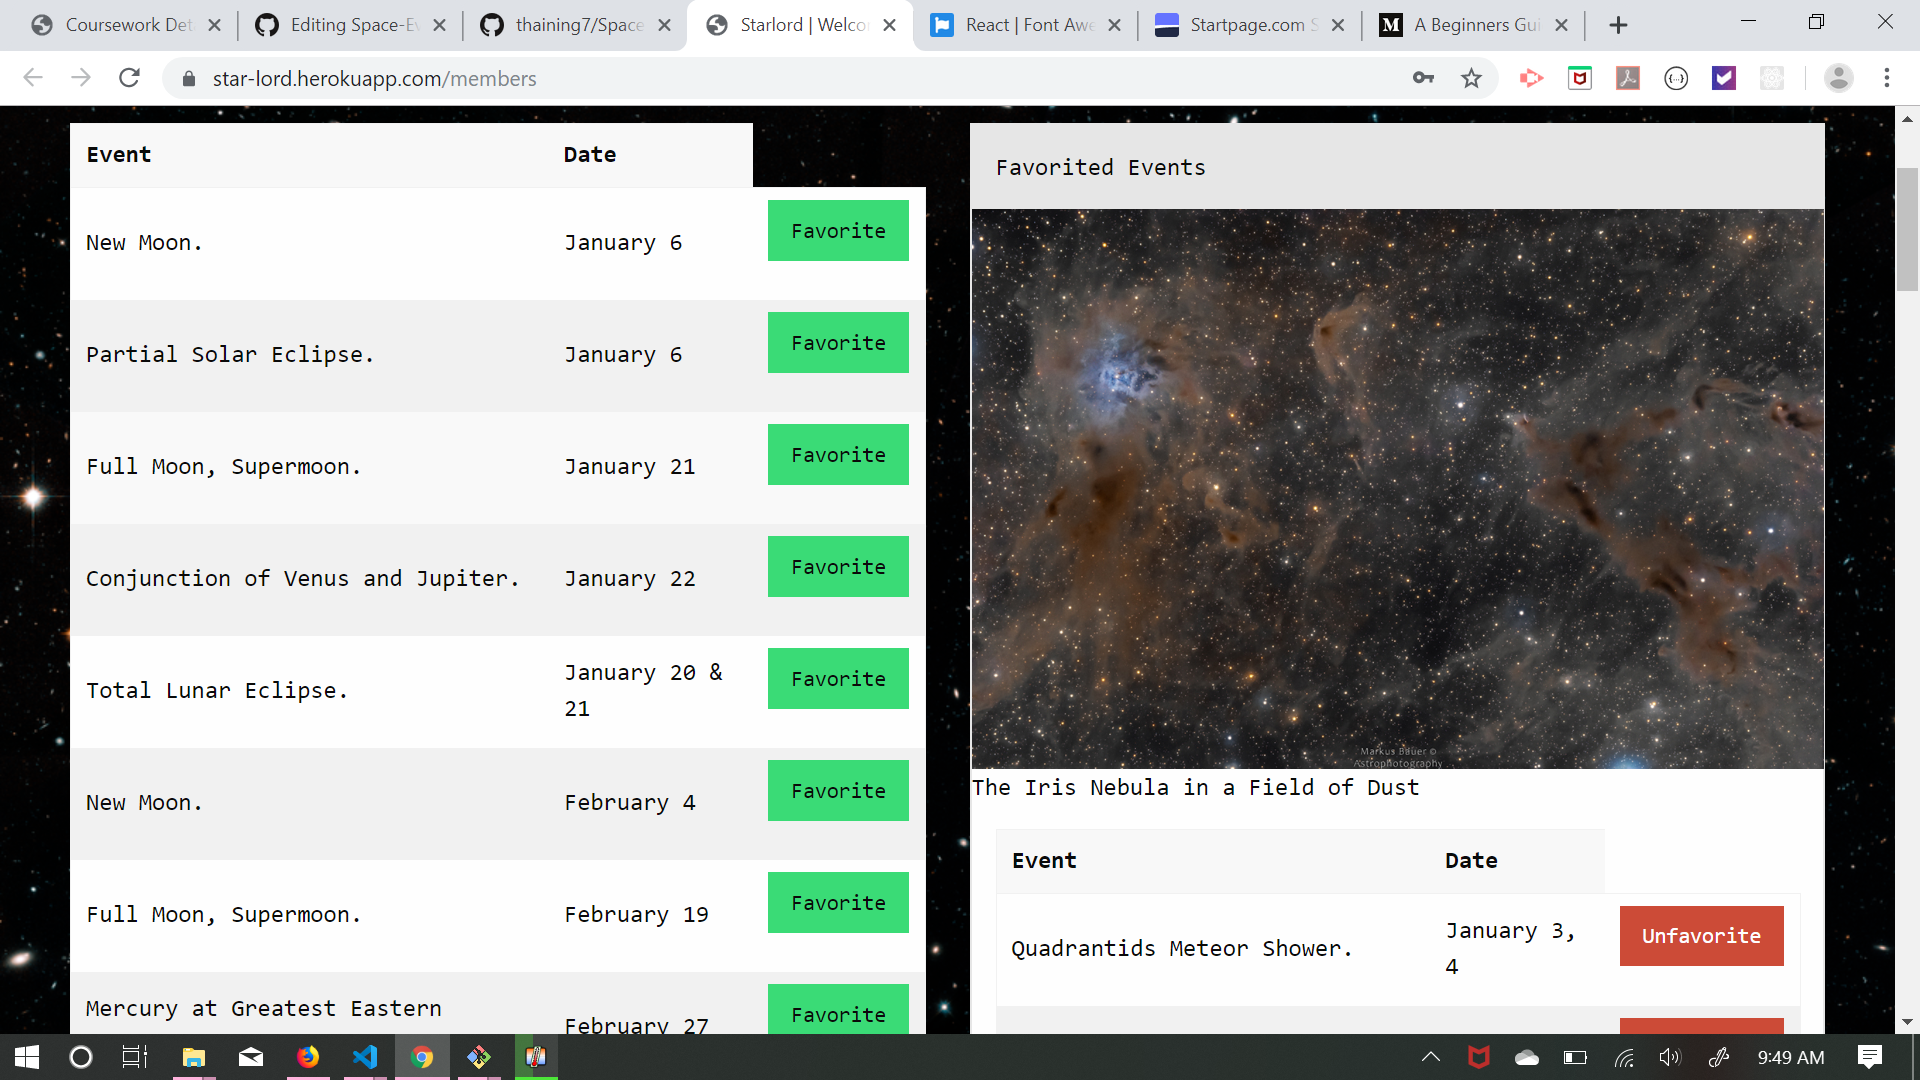 Coursework Det
Editing Space-Ev
thaining7/Space
Starlord | Welco
React | Font Awe
Startpage.com S
A Beginners Gui
star-lord.herokuapp.com/members
Event Date
New Moon. January 6 Favorite
Partial Solar Eclipse. January 6 Favorite
Full Moon, Supermoon. January 21 Favorite
Conjunction of Venus and Jupiter. January 22 Favorite
Total Lunar Eclipse. January 20 & Favorite
21
New Moon. February 4 Favorite
Full Moon, Supermoon. February 19 Favorite
Mercury at Greatest Eastern
February 27 Favorite
Favorited Events
Markus Bauer ©
Astrophotography
The Iris Nebula in a Field of Dust
Event Date
Quadrantids Meteor Shower. January 3, Unfavorite
4
9:49 AM